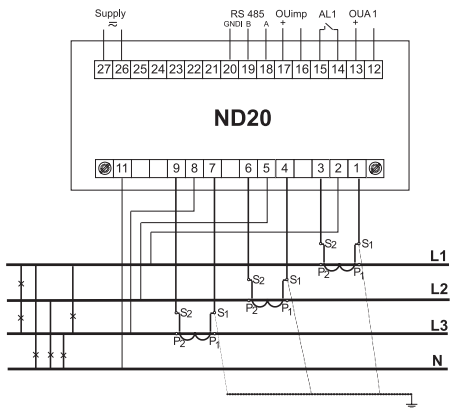 Supply RS 485 OUimp AL1 OUA 1
≂ GNDI B A + +
27 26 25 24 23 22 21 20 19 18 17 16 15 14 13 12
ND20
11 9 8 7 6 5 4 3 2 1
S2 S1
L1
P2 P1
S2 S1
L2
P2 P1
S2 S1
L3
P2 P1
N